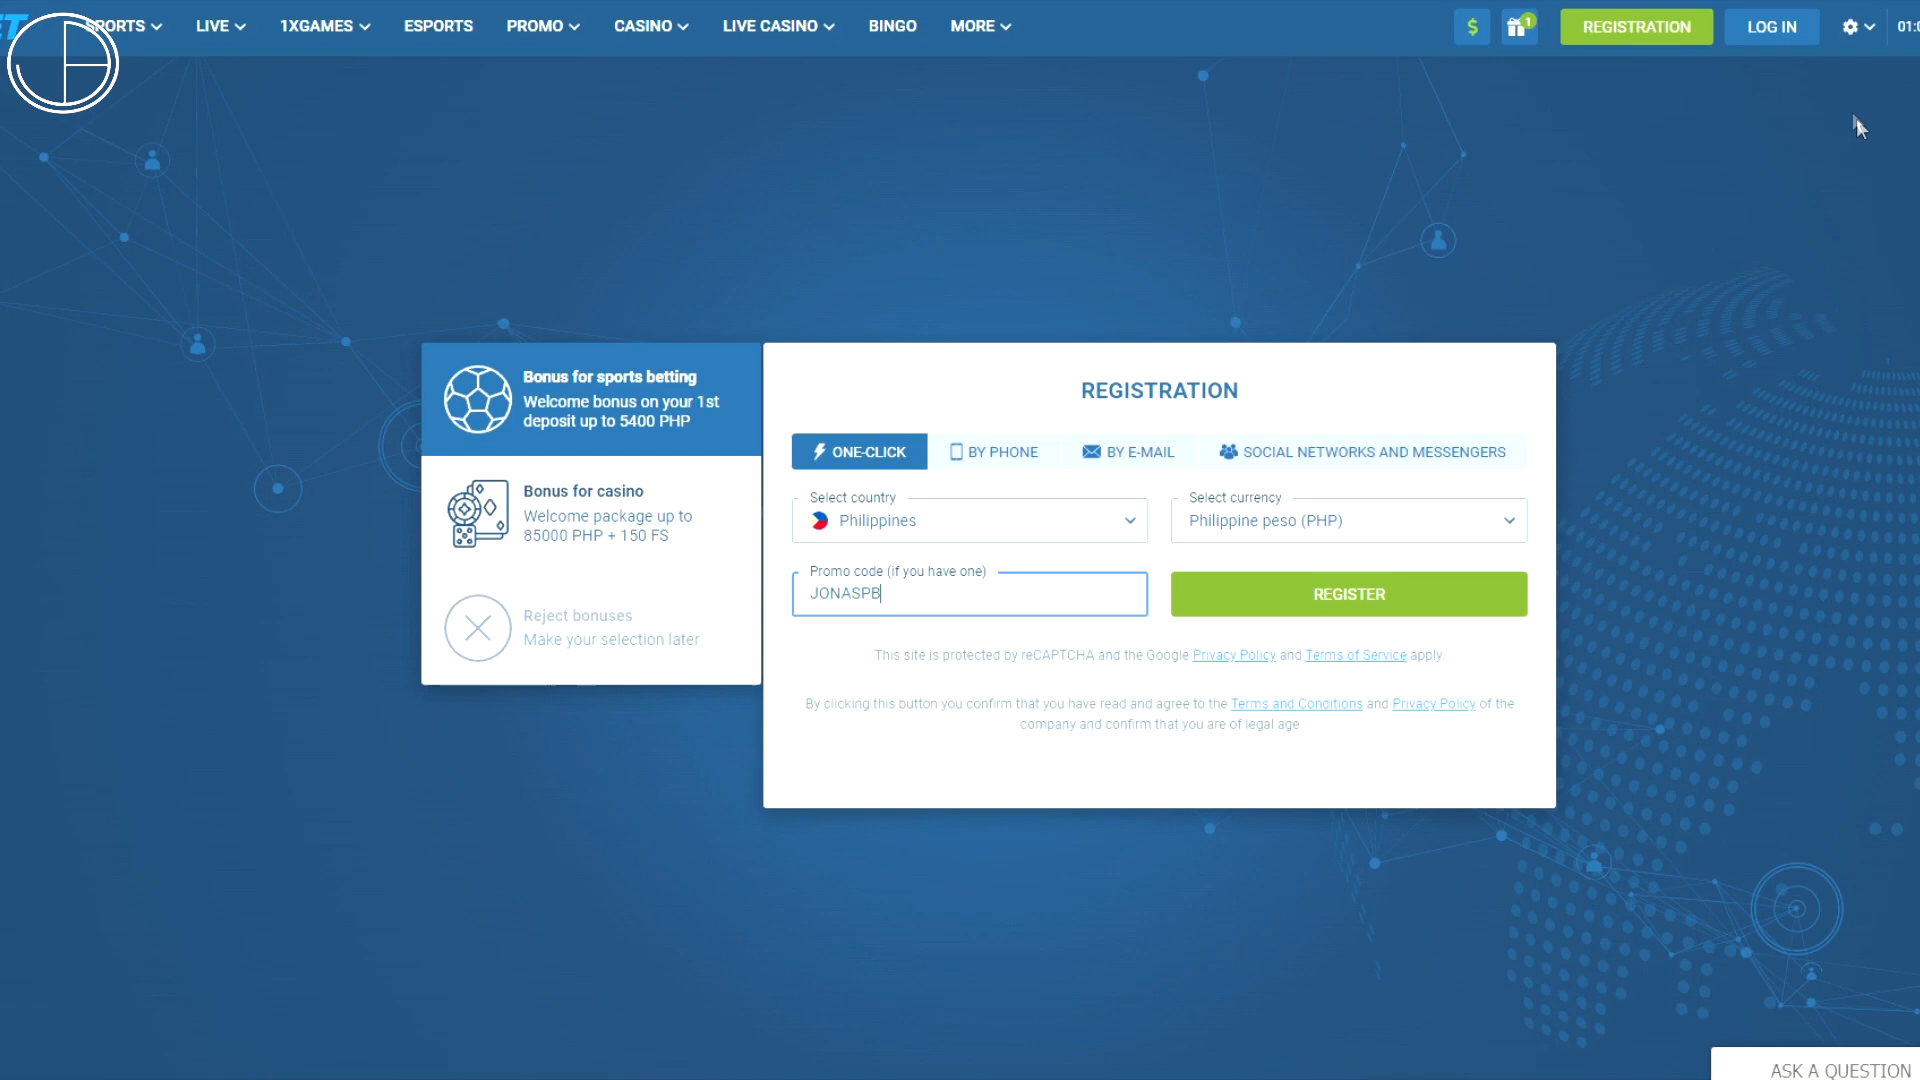 SPORTS LIVE 1XGAMES ESPORTS PROMO CASINO LIVE CASINO BINGO MORE $ 1 REGISTRATION LOG IN
Bonus for sports betting
Welcome bonus on your 1st
deposit up to 5400 PHP
Bonus for casino
Welcome package up to
85000 PHP + 150 FS
Reject bonuses
Make your selection later
REGISTRATION
ONE-CLICK BY PHONE BY E-MAIL SOCIAL NETWORKS AND MESSENGERS
Select country Select currency
Philippines Philippine peso (PHP)
Promo code (if you have one)
JONASPB REGISTER
This site is protected by reCAPTCHA and the Google Privacy Policy and Terms of Service apply.
By clicking this button you confirm that you have read and agree to the Terms and Conditions and Privacy Policy of the
company and confirm that you are of legal age
ASK A QUESTION